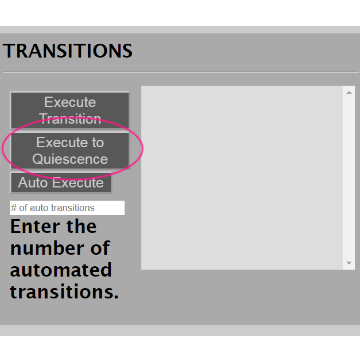 TRANSITIONS
Execute
Transition
Execute to
Quiescence
Auto Execute
# of auto transitions
Enter the
number of
automated
transitions.